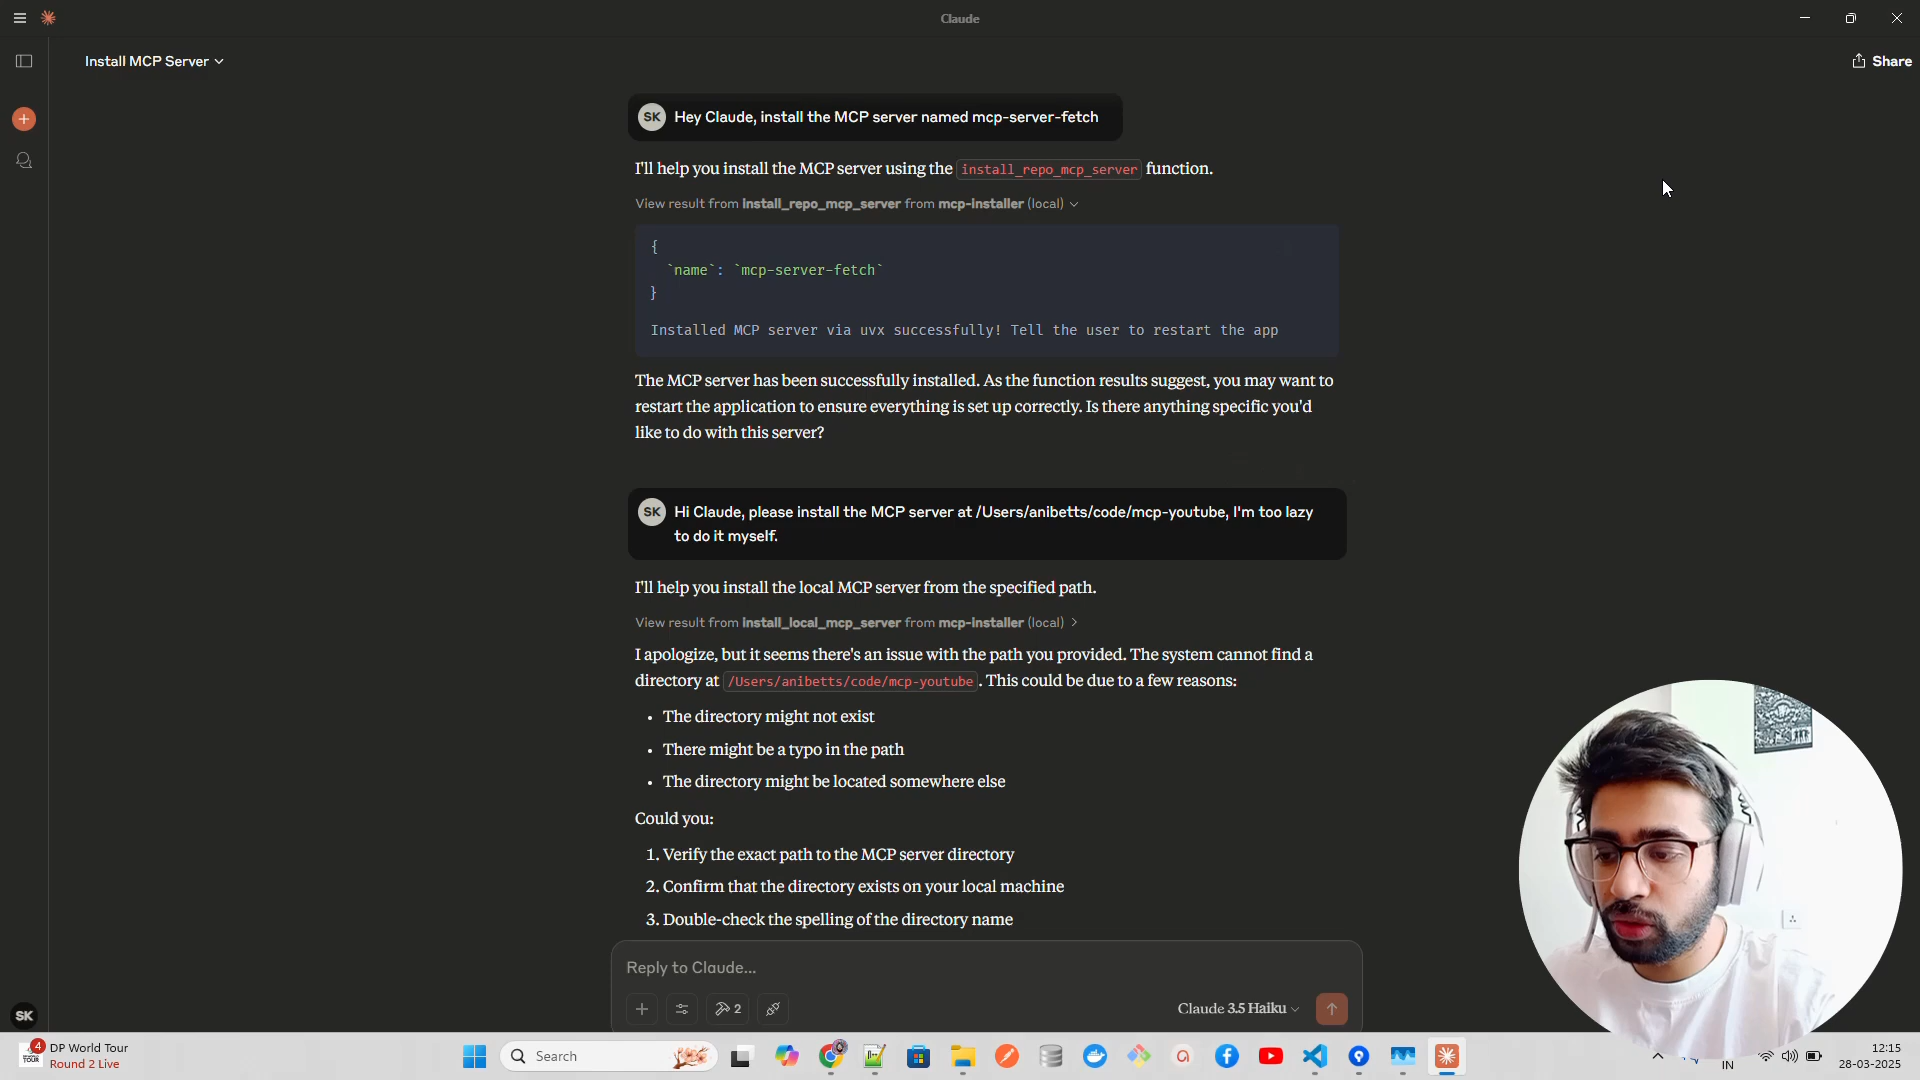 Claude
Install MCP Server
Share
SK
Hey Claude, install the MCP server named mcp-server-fetch
I'll help you install the MCP server using the install_repo_mcp_server function.
View result from install_repo_mcp_server from mcp-installer (local)
{
`name`: `mcp-server-fetch`
}
Installed MCP server via uvx successfully! Tell the user to restart the app
The MCP server has been successfully installed. As the function results suggest, you may want to
restart the application to ensure everything is set up correctly. Is there anything specific you'd
like to do with this server?
SK
Hi Claude, please install the MCP server at /Users/anibetts/code/mcp-youtube, I'm too lazy
to do it myself.
I'll help you install the local MCP server from the specified path.
View result from install_local_mcp_server from mcp-installer (local)
I apologize, but it seems there's an issue with the path you provided. The system cannot find a
directory at /Users/anibetts/code/mcp-youtube . This could be due to a few reasons:
• The directory might not exist
• There might be a typo in the path
• The directory might be located somewhere else
Could you:
1. Verify the exact path to the MCP server directory
2. Confirm that the directory exists on your local machine
3. Double-check the spelling of the directory name
Reply to Claude...
2
Claude 3.5 Haiku
SK
4
DP World Tour
Round 2 Live
Search
IN
12:15
28-03-2025